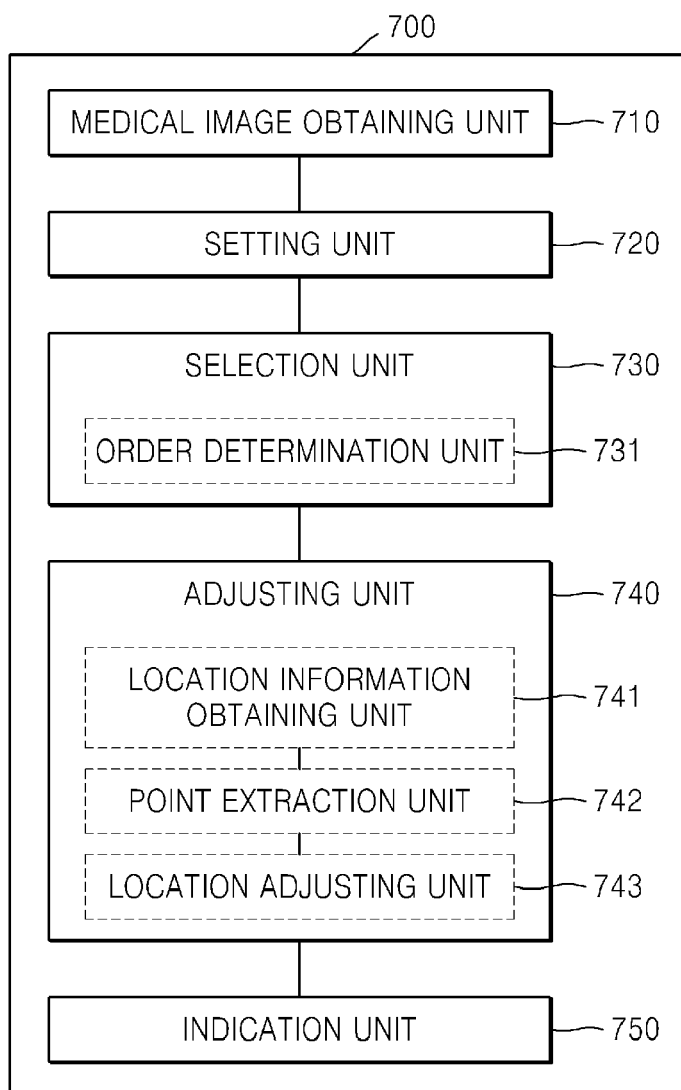 700
MEDICAL IMAGE OBTAINING UNIT 710
SETTING UNIT 720
SELECTION UNIT 730
ORDER DETERMINATION UNIT 731
ADJUSTING UNIT 740
LOCATION INFORMATION
OBTAINING UNIT 741
POINT EXTRACTION UNIT 742
LOCATION ADJUSTING UNIT 743
INDICATION UNIT 750